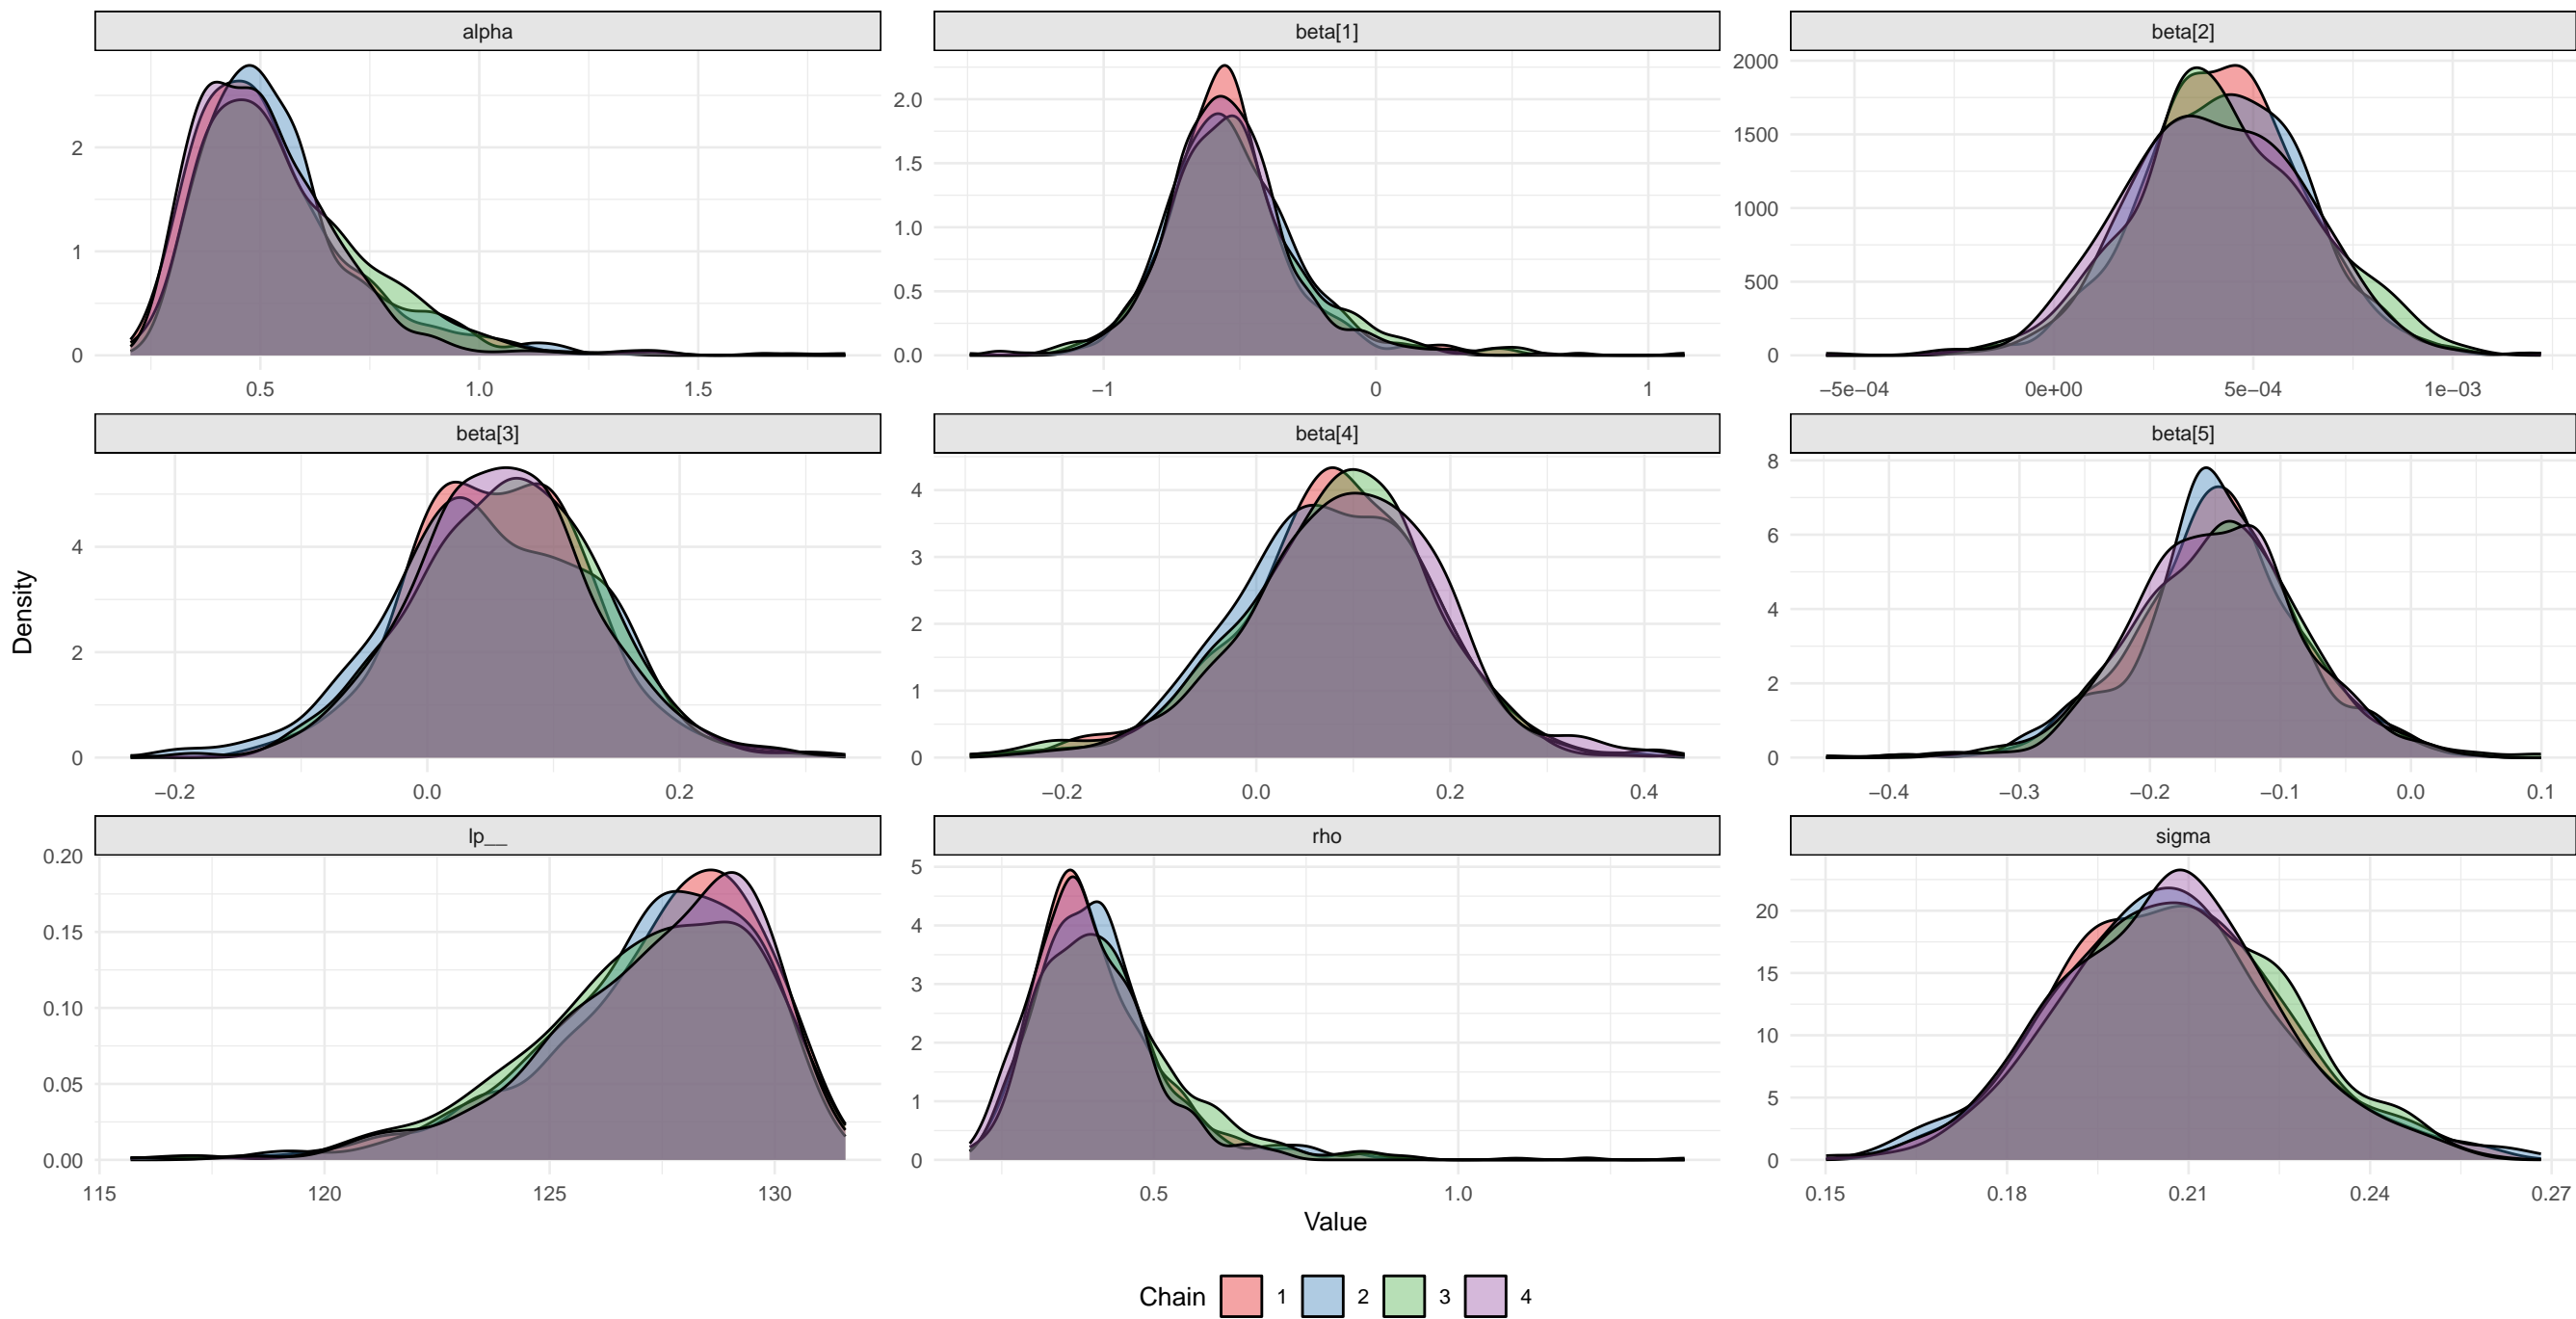 alpha
beta[1]
beta[2]
2
1
0
0.5 1.0 1.5
2.0
1.5
1.0
0.5
0.0
−1 0 1
2000
1500
1000
500
0
−5e−04 0e+00 5e−04 1e−03
beta[3]
beta[4]
beta[5]
Density
4
2
0
−0.2 0.0 0.2
4
3
2
1
0
−0.2 0.0 0.2 0.4
8
6
4
2
0
−0.4 −0.3 −0.2 −0.1 0.0 0.1
lp__
rho
sigma
0.20
0.15
0.10
0.05
0.00
115 120 125 130
5
4
3
2
1
0
0.5 1.0
20
15
10
5
0
0.15 0.18 0.21 0.24 0.27
Value
Chain 1 2 3 4